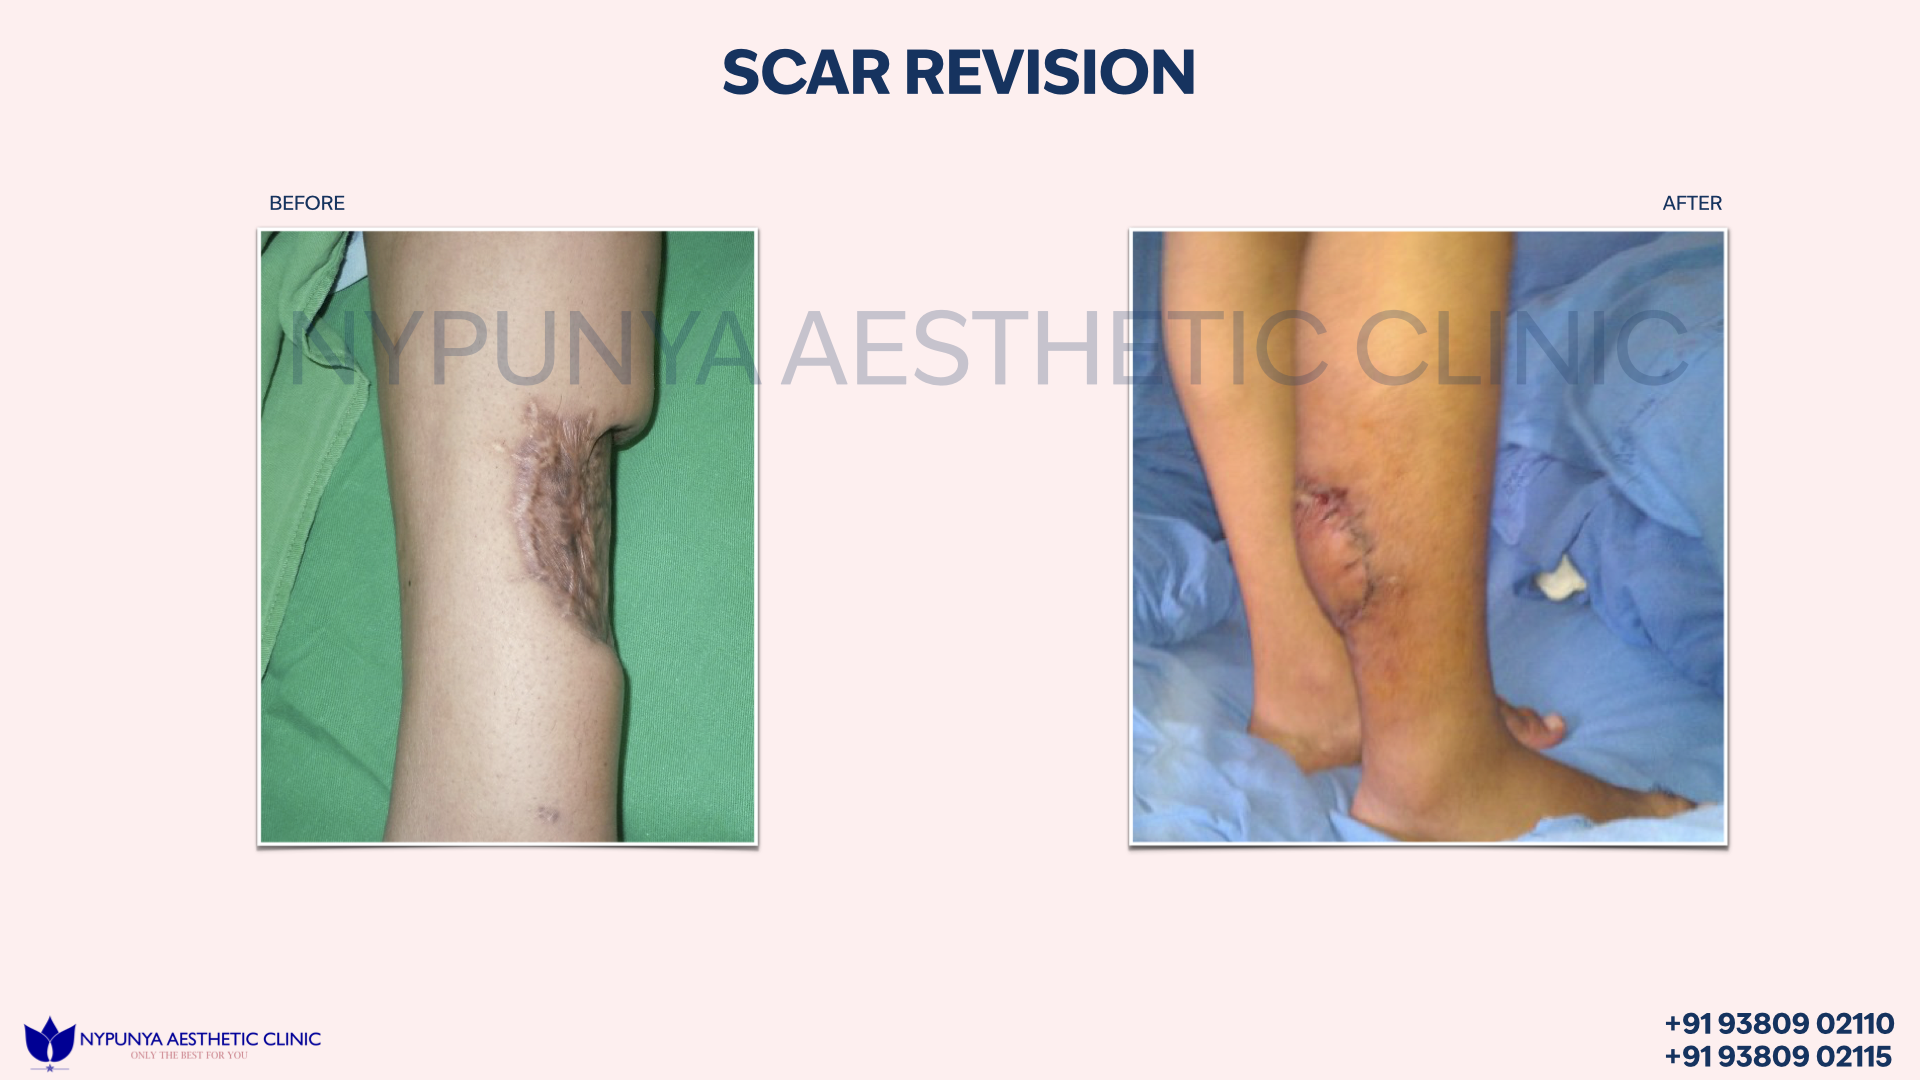 SCAR REVISION
BEFORE
AFTER
NYPUNYA AESTHETIC CLINIC
NYPUNYA AESTHETIC CLINIC
ONLY THE BEST FOR YOU
+91 93809 02110
+91 93809 02115